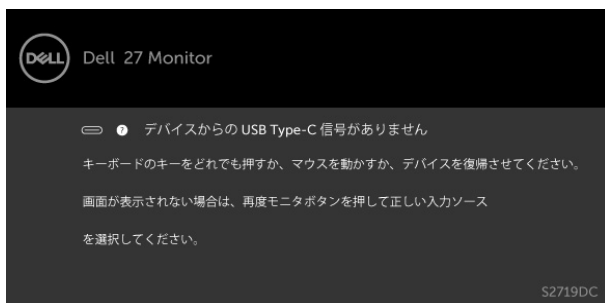 DELL Dell 27 Monitor
? デバイスからの USB Type-C 信号がありません
キーボードのキーをどれでも押すか、マウスを動かすか、デバイスを復帰させてください。
画面が表示されない場合は、再度モニタボタンを押して正しい入力ソース
を選択してください。
S2719DC